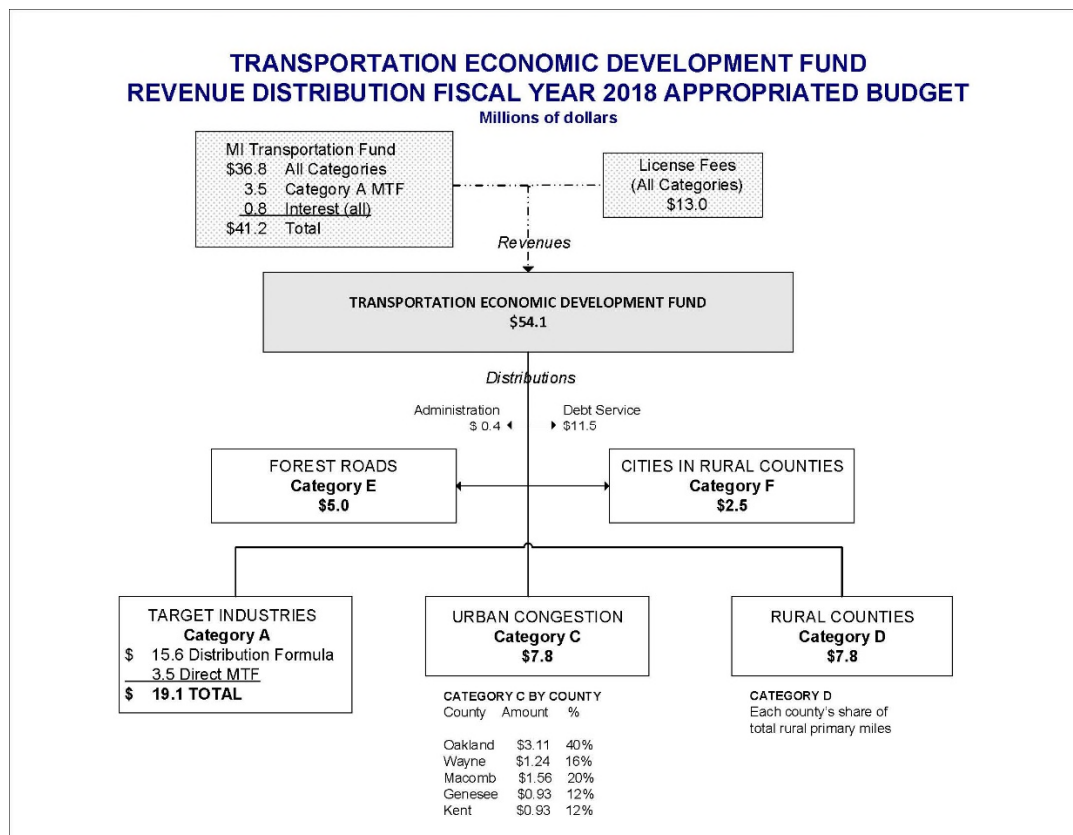 TRANSPORTATION ECONOMIC DEVELOPMENT FUND
REVENUE DISTRIBUTION FISCAL YEAR 2018 APPROPRIATED BUDGET
Millions of dollars
MI Transportation Fund
$36.8 All Categories
3.5 Category A MTF
0.8 Interest (all)
$41.2 Total
License Fees
(All Categories)
$13.0
Revenues
TRANSPORTATION ECONOMIC DEVELOPMENT FUND
$54.1
Distributions
Administration
$ 0.4
Debt Service
$11.5
FOREST ROADS
Category E
$5.0
CITIES IN RURAL COUNTIES
Category F
$2.5
TARGET INDUSTRIES
Category A
$ 15.6 Distribution Formula
3.5 Direct MTF
$ 19.1 TOTAL
URBAN CONGESTION
Category C
$7.8
RURAL COUNTIES
Category D
$7.8
CATEGORY C BY COUNTY
County Amount %
Oakland $3.11 40%
Wayne $1.24 16%
Macomb $1.56 20%
Genesee $0.93 12%
Kent $0.93 12%
CATEGORY D
Each county's share of
total rural primary miles